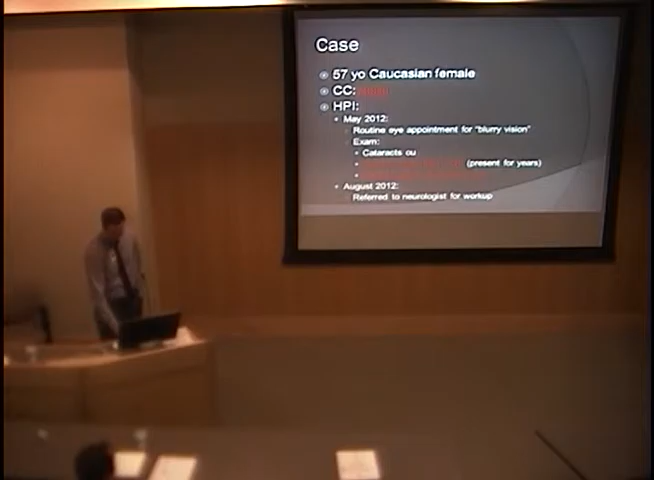 Case
57 yo Caucasian female
CC:
HPI:
May 2012:
Routine eye appointment for "blurry vision"
Exam:
Cataracts ou
(present for years)
August 2012:
Referred to neurologist for workup